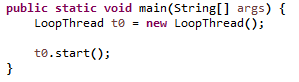 public static void main(String[] args) {
    LoopThread t0 = new LoopThread();

    t0.start();
}